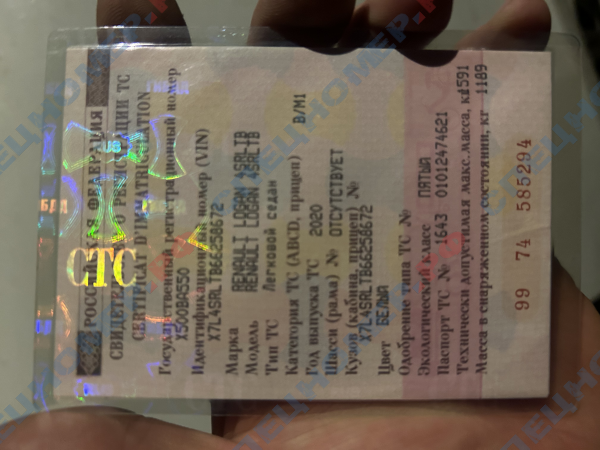 РОССИЙСКАЯ ФЕДЕРАЦИЯ
СВИДЕТЕЛЬСТВО О РЕГИСТРАЦИИ ТС
CERTIFICAT D'IMMATRICULATION
СТС
Государственный регистрационный номер
Х500ВА550
Идентификационный номер (VIN)
X7L4SRLTB66258672
Марка RENAULT LOGAN 4SRLTB
Модель RENAULT LOGAN 4SRLTB
Тип ТС Легковой седан
Категория ТС (ABCD, прицеп) B/M1
Год выпуска ТС 2020
Шасси (рама) № ОТСУТСТВУЕТ
Кузов (кабина, прицеп) №
X7L4SRLTB66258672
Цвет БЕЛЫЙ
Одобрение типа ТС №
Экологический класс ПЯТЫЙ
Паспорт ТС № 1643 01012474621
Технически допустимая макс. масса, кг 1591
Масса в снаряженном состоянии, кг 1189
99 74 585294
СПЕЦНОМЕР.РФ